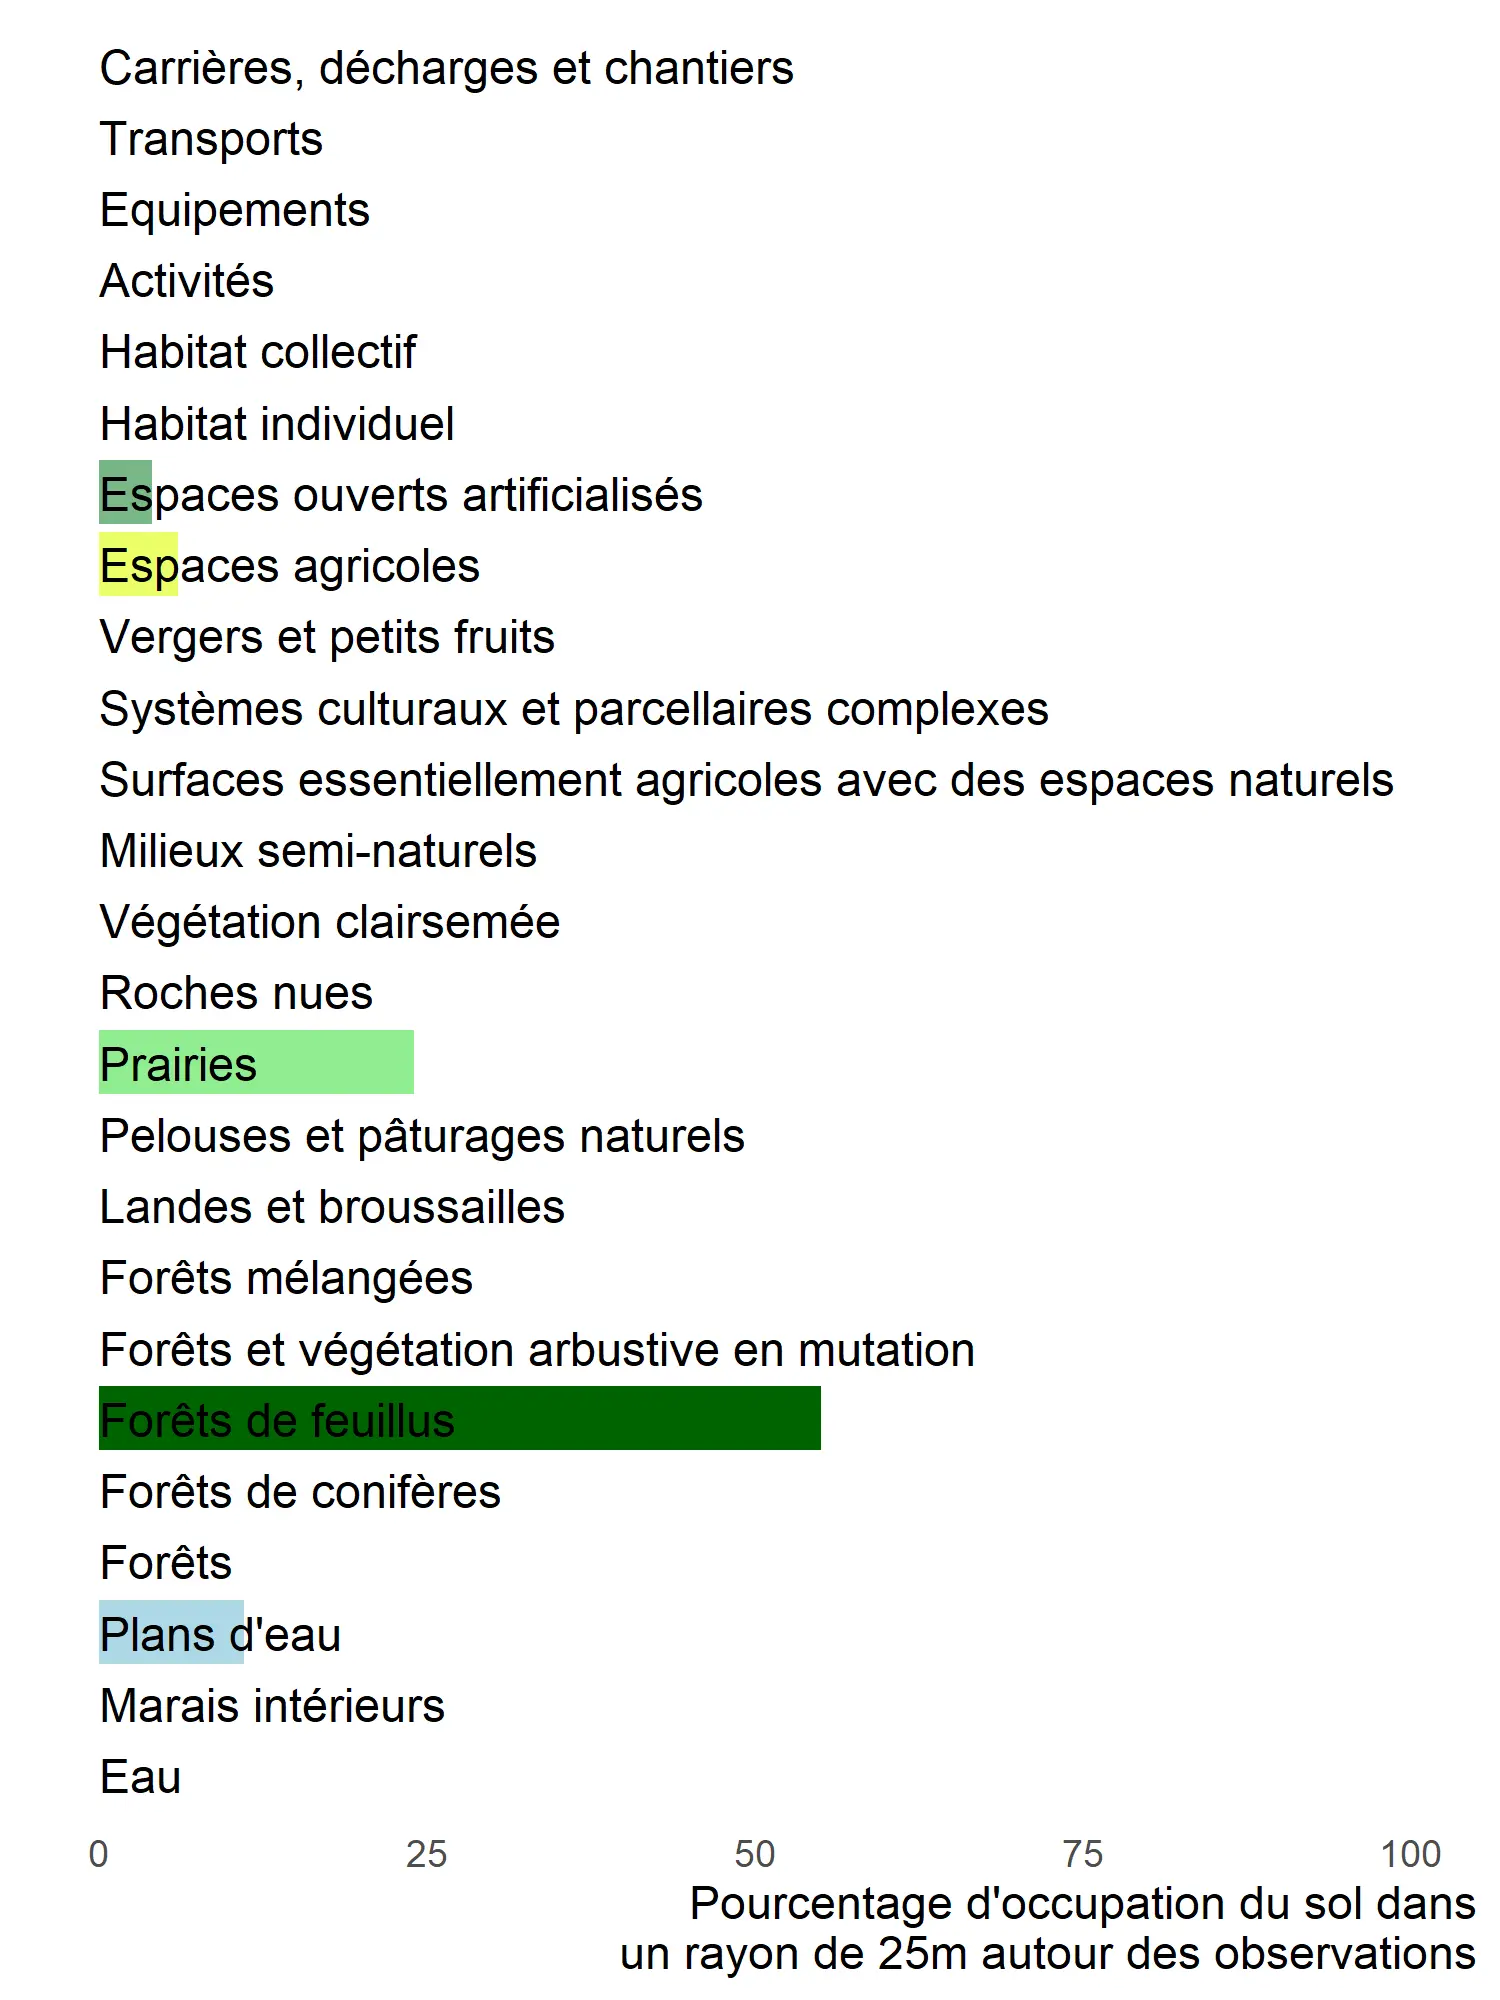 Carrières, décharges et chantiers
Transports
Equipements
Activités
Habitat collectif
Habitat individuel
Espaces ouverts artificialisés
Espaces agricoles
Vergers et petits fruits
Systèmes culturaux et parcellaires complexes
Surfaces essentiellement agricoles avec des espaces naturels
Milieux semi-naturels
Végétation clairsemée
Roches nues
Prairies
Pelouses et pâturages naturels
Landes et broussailles
Forêts mélangées
Forêts et végétation arbustive en mutation
Forêts de feuillus
Forêts de conifères
Forêts
Plans d'eau
Marais intérieurs
Eau
0 25 50 75 100
Pourcentage d'occupation du sol dans
un rayon de 25m autour des observations